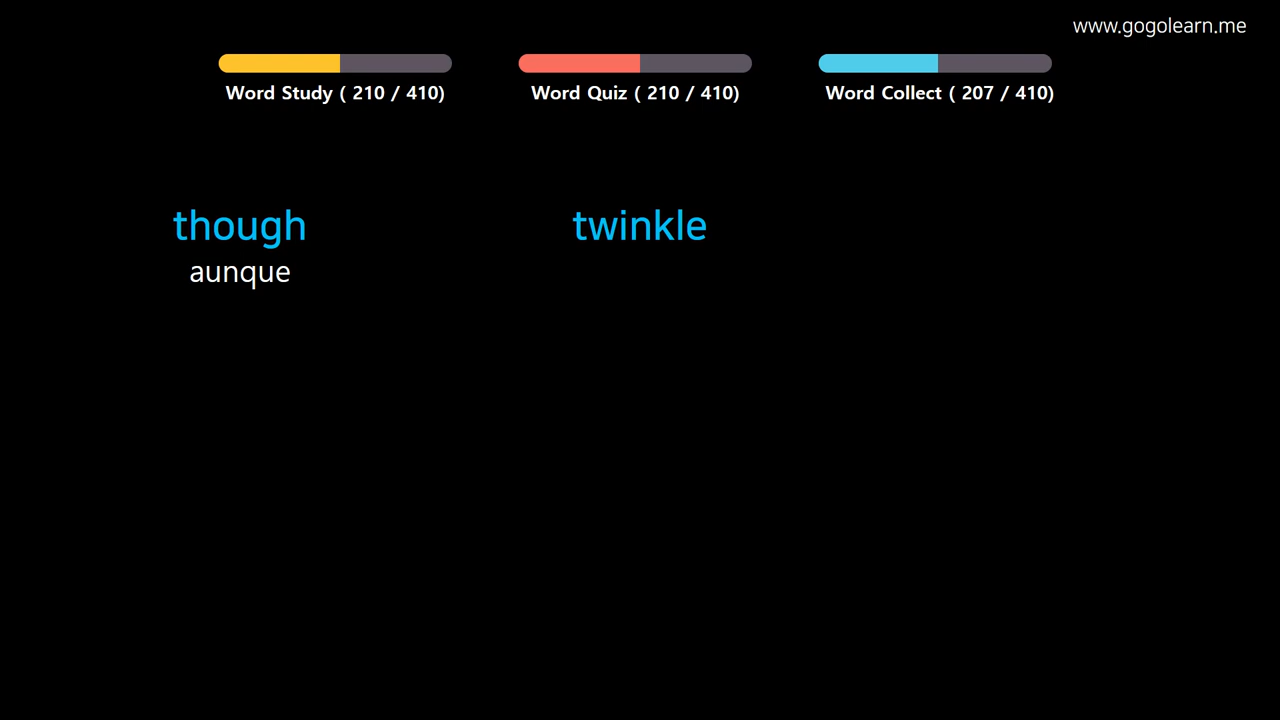 www.gogolearn.me
Word Study ( 210 / 410)
Word Quiz ( 210 / 410)
Word Collect ( 207 / 410)
though
aunque
twinkle